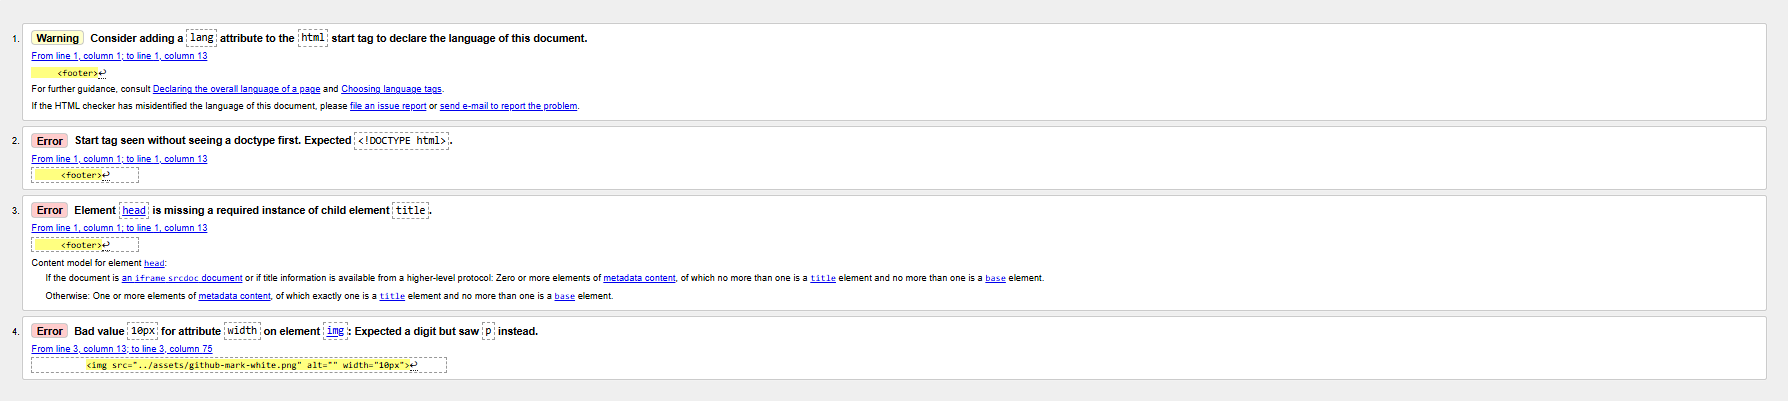 1. Warning Consider adding a lang attribute to the html start tag to declare the language of this document.
From line 1, column 1; to line 1, column 13
<footer>↩
For further guidance, consult Declaring the overall language of a page and Choosing language tags.
If the HTML checker has misidentified the language of this document, please file an issue report or send e-mail to report the problem.
2. Error Start tag seen without seeing a doctype first. Expected <!DOCTYPE html>.
From line 1, column 1; to line 1, column 13
<footer>↩
3. Error Element head is missing a required instance of child element title.
From line 1, column 1; to line 1, column 13
<footer>↩
Content model for element head:
If the document is an iframe srcdoc document or if title information is available from a higher-level protocol: Zero or more elements of metadata content, of which no more than one is a title element and no more than one is a base element.
Otherwise: One or more elements of metadata content, of which exactly one is a title element and no more than one is a base element.
4. Error Bad value 10px for attribute width on element img: Expected a digit but saw p instead.
From line 3, column 13; to line 3, column 75
<img src="../assets/github-mark-white.png" alt="" width="10px">↩